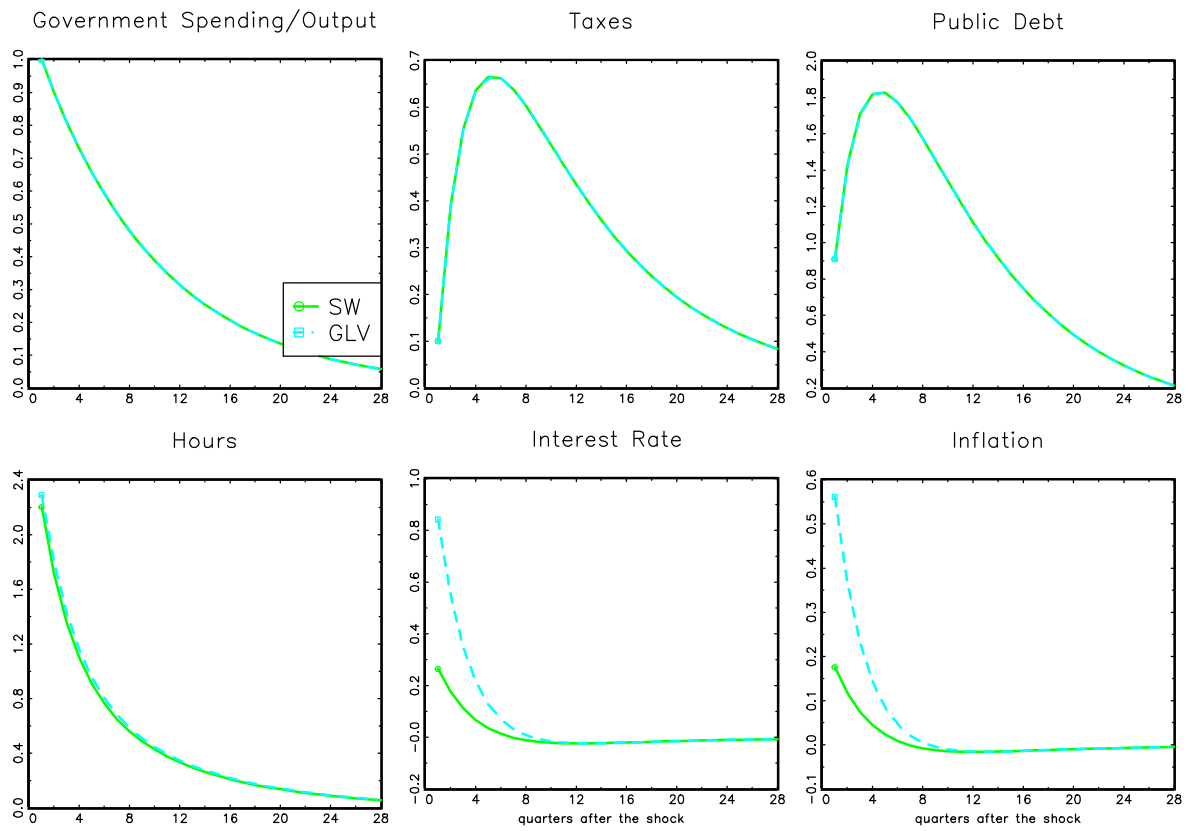 Government Spending/Output
Taxes
Public Debt
0.0 0.1 0.2 0.3 0.4 0.5 0.6 0.7 0.8 0.9 1.0
0 4 8 12 16 20 24 28
SW
GLV
0.0 0.1 0.2 0.3 0.4 0.5 0.6 0.7
0 4 8 12 16 20 24 28
0.2 0.4 0.6 0.8 1.0 1.2 1.4 1.6 1.8 2.0
0 4 8 12 16 20 24 28
Hours
Interest Rate
Inflation
0.0 0.4 0.8 1.2 1.6 2.0 2.4
0 4 8 12 16 20 24 28
-0.2 -0.0 0.2 0.4 0.6 0.8 1.0
0 4 8 12 16 20 24 28
quarters after the shock
-0.1 0.0 0.1 0.2 0.3 0.4 0.5 0.6
0 4 8 12 16 20 24 28
quarters after the shock